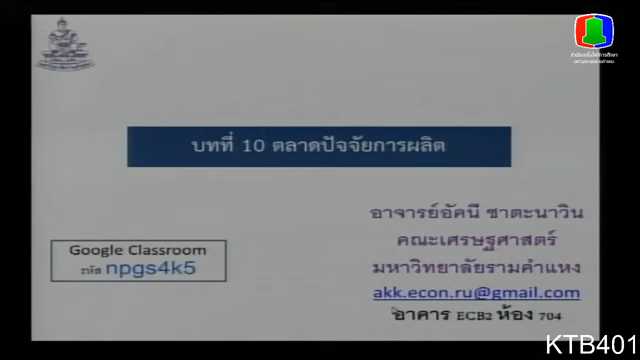 บทที่ 10 ตลาดปัจจัยการผลิต
อาจารย์อัคนี ชาตะนาวิน
คณะเศรษฐศาสตร์
มหาวิทยาลัยรามคำแหง
akk.econ.ru@gmail.com
อาคาร ECB2 ห้อง 704
Google Classroom
รหัส npgs4k5
KTB401